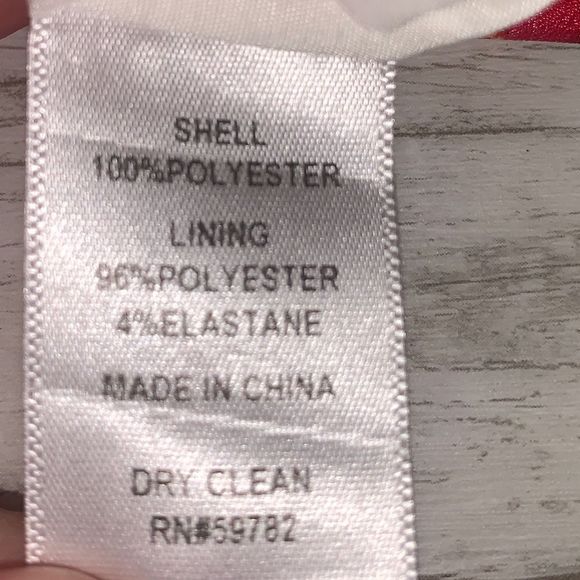 SHELL
100%POLYESTER
LINING
96%POLYESTER
4%ELASTANE
MADE IN CHINA
DRY CLEAN
RN#59782